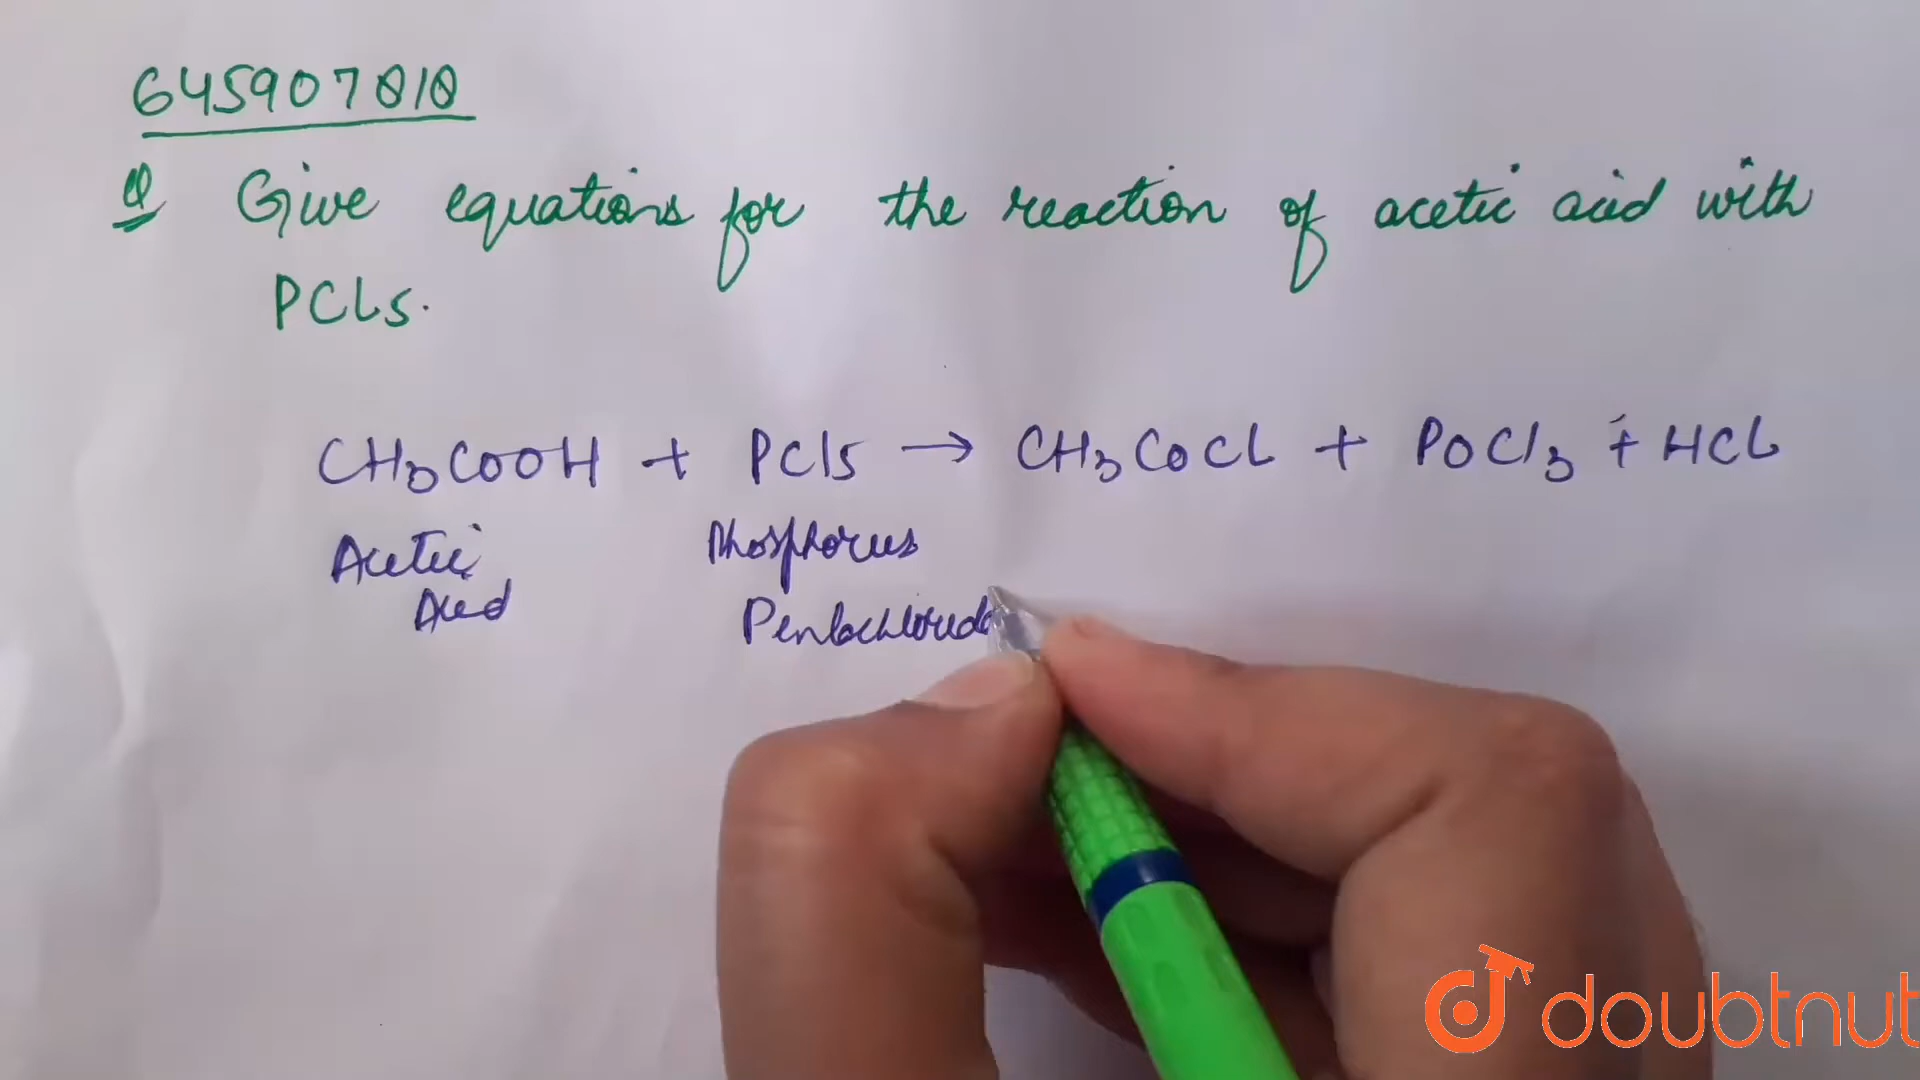 645907010
Q Give equations for the reaction of acetic acid with
PCl5.
CH3COOH + PCl5 → CH3COCl + POCl3 + HCl
Acetic Phosphorus
Acid Pentachloride
doubtnut